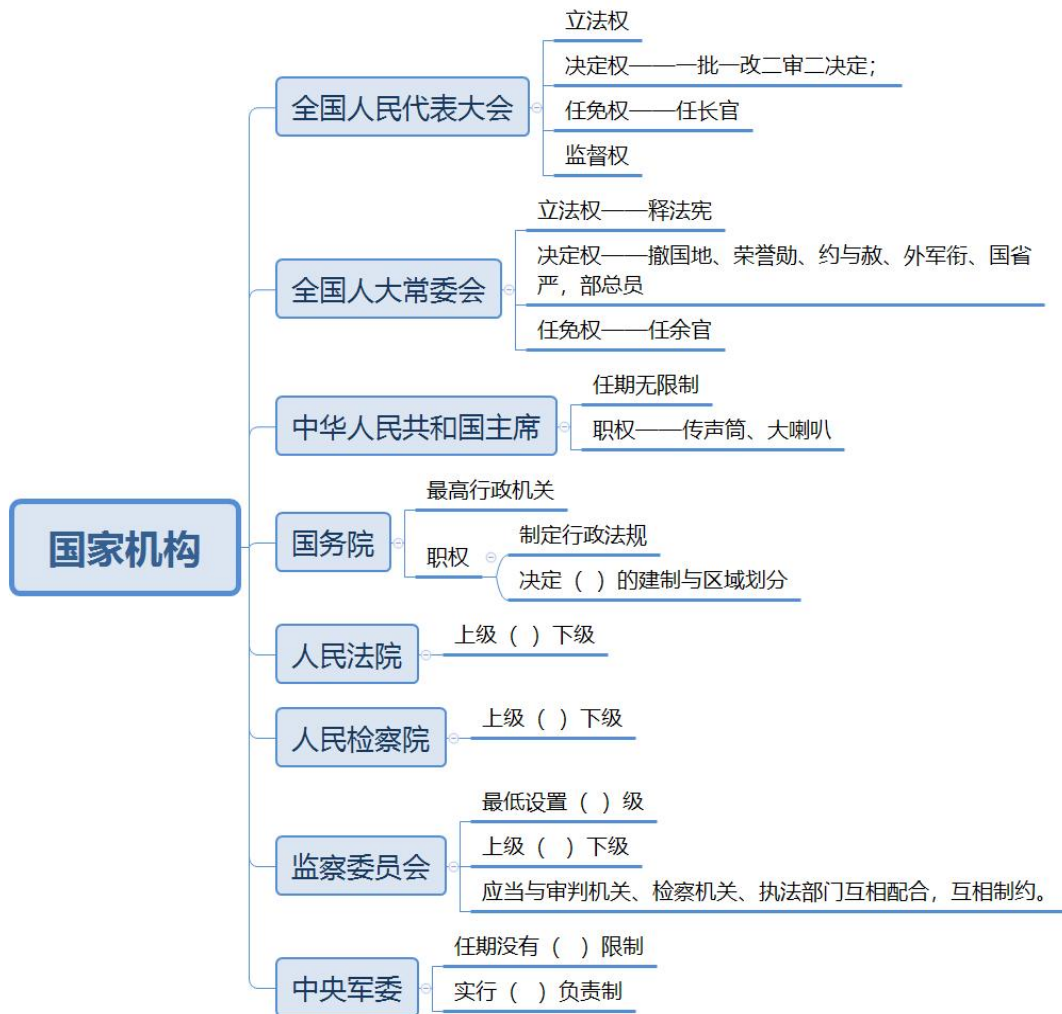 国家机构
全国人民代表大会
立法权
决定权——一批一改二审二决定；
任免权——任长官
监督权
全国人大常委会
立法权——释法宪
决定权——撤国地、荣誉勋、约与赦、外军衔、国省
严，部总员
任免权——任余官
中华人民共和国主席
任期无限制
职权——传声筒、大喇叭
国务院
最高行政机关
职权
制定行政法规
决定（ ）的建制与区域划分
人民法院
上级（ ）下级
人民检察院
上级（ ）下级
监察委员会
最低设置（ ）级
上级（ ）下级
应当与审判机关、检察机关、执法部门互相配合，互相制约。
中央军委
任期没有（ ）限制
实行（ ）负责制